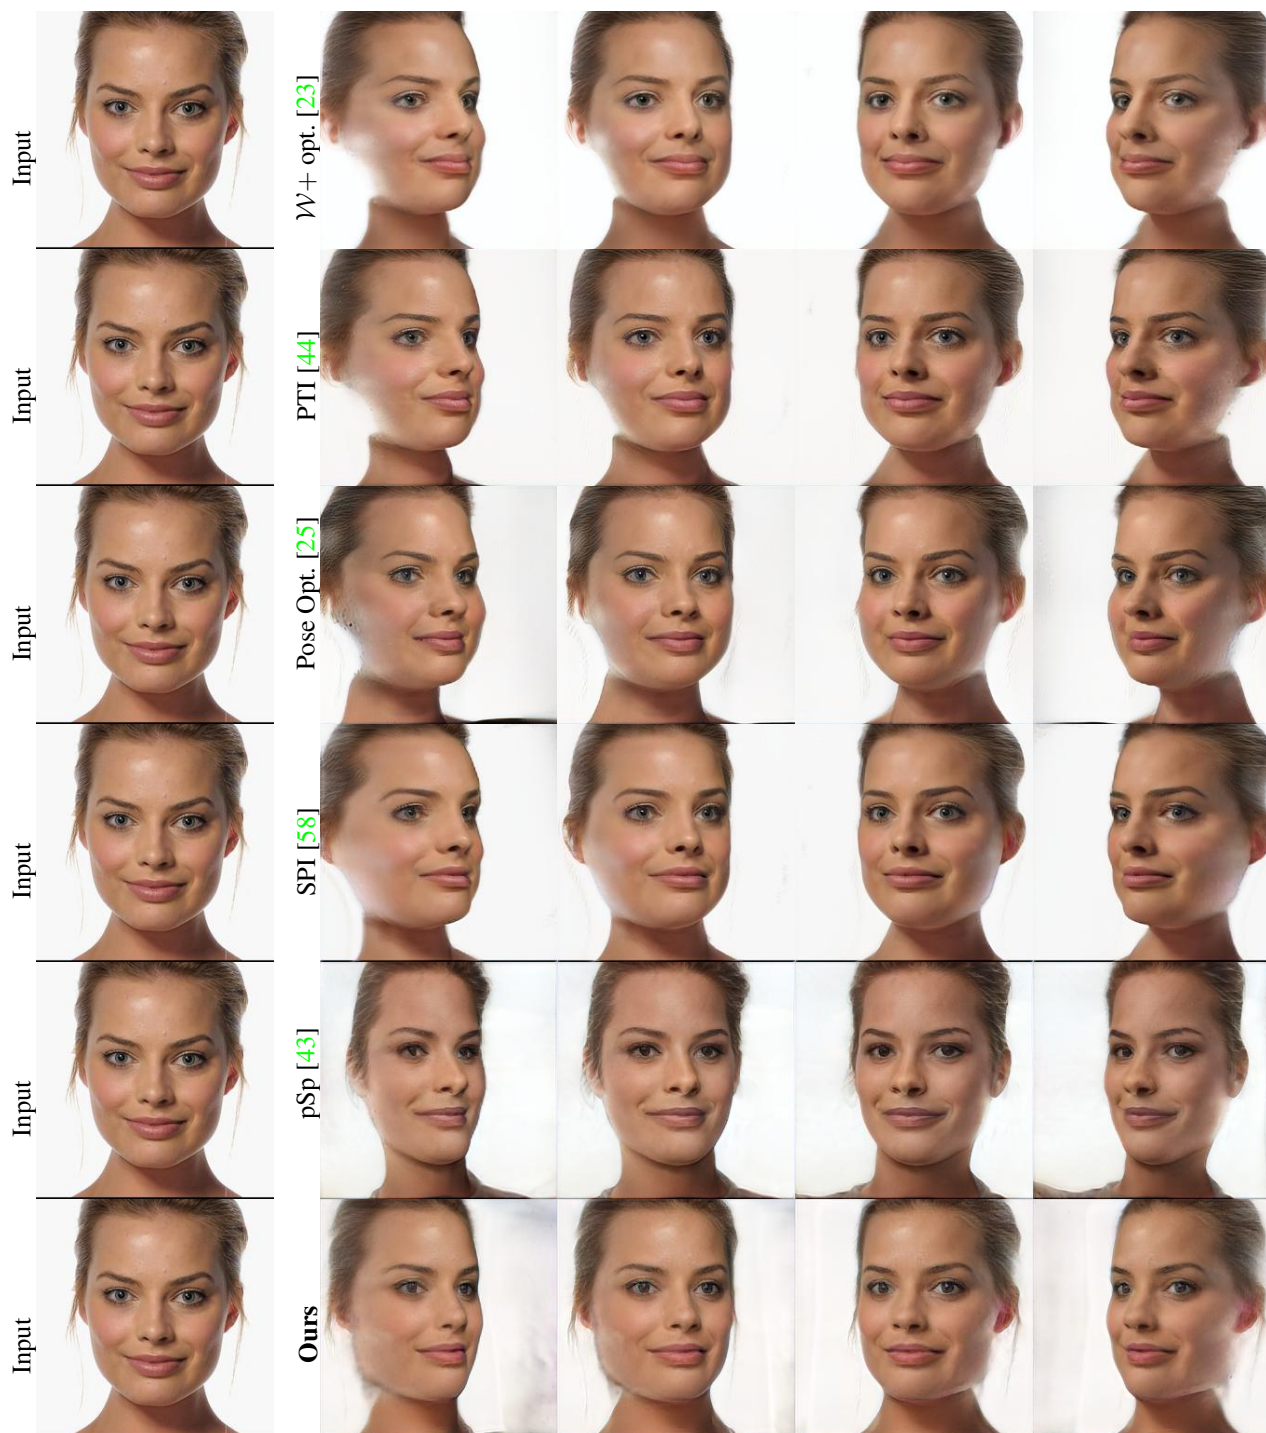 Input
𝒲+ opt. [23]
Input
PTI [44]
Input
Pose Opt. [25]
Input
SPI [58]
Input
pSp [43]
Input
Ours